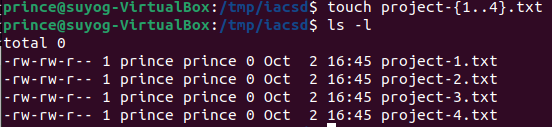 prince@suyog-VirtualBox:/tmp/iacsd$ touch project-{1..4}.txt
prince@suyog-VirtualBox:/tmp/iacsd$ ls -l
total 0
-rw-rw-r-- 1 prince prince 0 Oct  2 16:45 project-1.txt
-rw-rw-r-- 1 prince prince 0 Oct  2 16:45 project-2.txt
-rw-rw-r-- 1 prince prince 0 Oct  2 16:45 project-3.txt
-rw-rw-r-- 1 prince prince 0 Oct  2 16:45 project-4.txt